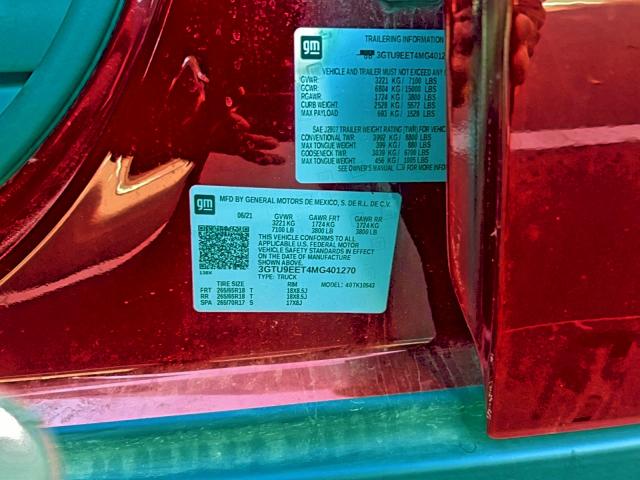 gm
TRAILERING INFORMATION
3GTU9EET4MG4012
VEHICLE AND TRAILER MUST NOT EXCEED ANY
GVWR: 3221 KG / 7100 LBS
GCWR: 6804 KG / 15000 LBS
RGAWR: 1724 KG / 3800 LBS
CURB WEIGHT: 2528 KG / 5572 LBS
MAX PAYLOAD: 693 KG / 1528 LBS
SAE J2807 TRAILER WEIGHT RATING (TWR) FOR VEHIC
CONVENTIONAL TWR: 3992 KG / 8800 LBS
MAX TONGUE WEIGHT: 399 KG / 880 LBS
GOOSENECK TWR: 3039 KG / 6700 LBS
MAX TONGUE WEIGHT: 456 KG / 1005 LBS
SEE OWNER'S MANUAL FOR MORE INFOR
gm
MFD BY GENERAL MOTORS DE MEXICO, S. DE R.L. DE C.V.
06/21 GVWR GAWR FRT GAWR RR
3221 KG 1724 KG 1724 KG
7100 LB 3800 LB 3800 LB
THIS VEHICLE CONFORMS TO ALL
APPLICABLE U.S. FEDERAL MOTOR
VEHICLE SAFETY STANDARDS IN EFFECT
ON THE DATE OF MANUFACTURE
SHOWN ABOVE.
3GTU9EET4MG401270
TYPE: TRUCK
TIRE SIZE RIM MODEL: 40TK10543
FRT 265/65R18 T 18X8.5J
RR 265/65R18 T 18X8.5J
SPA 265/70R17 S 17X8J